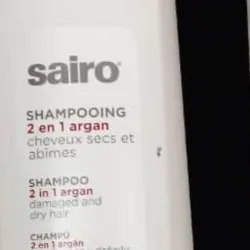 sairo
SHAMPOOING
2 en 1 argan
cheveux secs et
abîmes
SHAMPOO
2 in 1 argan
damaged and
dry hair
CHAMPÚ
2 en 1 argán